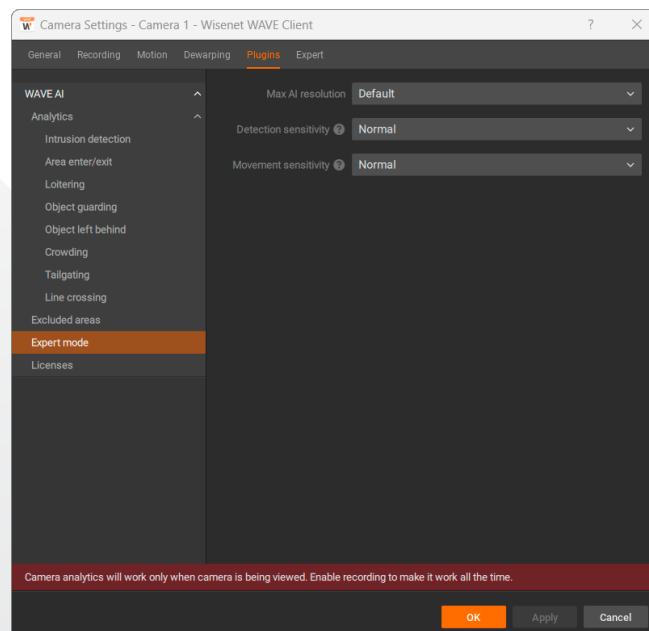 Camera Settings - Camera 1 - Wisenet WAVE Client
General Recording Motion Dewarping Plugins Expert
WAVE AI
Analytics
Intrusion detection
Area enter/exit
Loitering
Object guarding
Object left behind
Crowding
Tailgating
Line crossing
Excluded areas
Expert mode
Licenses
Max AI resolution Default
Detection sensitivity ? Normal
Movement sensitivity ? Normal
Camera analytics will work only when camera is being viewed. Enable recording to make it work all the time.
OK Apply Cancel